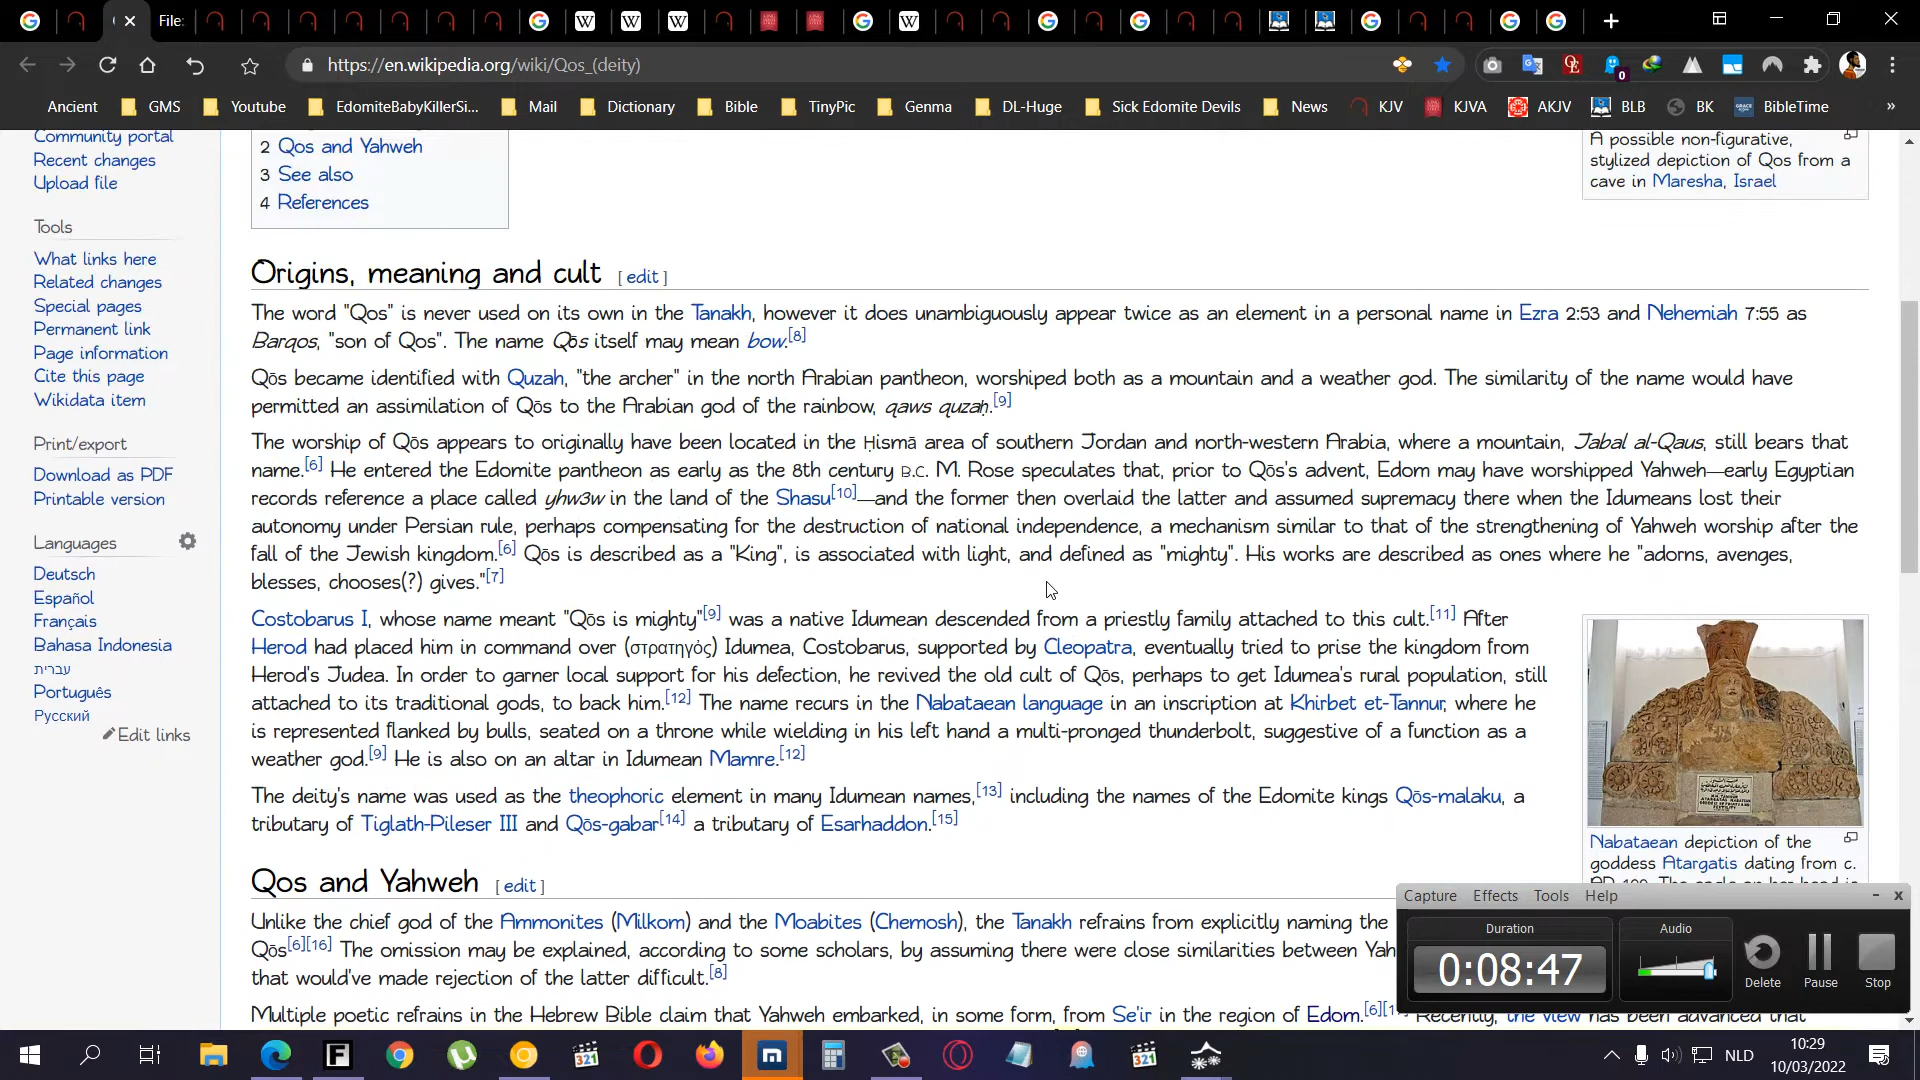 File:
https://en.wikipedia.org/wiki/Qos_(deity)
0
Ancient GMS Youtube EdomiteBabyKillerSi... Mail Dictionary Bible TinyPic Genma DL-Huge Sick Edomite Devils News KJV KJVA AKJV BLB BK BibleTime »
Community portal
Recent changes
Upload file
Tools
What links here
Related changes
Special pages
Permanent link
Page information
Cite this page
Wikidata item
Print/export
Download as PDF
Printable version
Languages
Deutsch
Español
Français
Bahasa Indonesia
עברית
Português
Русский
Edit links
2 Qos and Yahweh
3 See also
4 References
A possible non-figurative,
stylized depiction of Qos from a
cave in Maresha, Israel
Origins, meaning and cult [ edit ]
The word "Qos" is never used on its own in the Tanakh, however it does unambiguously appear twice as an element in a personal name in Ezra 2:53 and Nehemiah 7:55 as
Barqos, "son of Qos". The name Qōs itself may mean bow.[8]
Qōs became identified with Quzah, "the archer" in the north Arabian pantheon, worshiped both as a mountain and a weather god. The similarity of the name would have
permitted an assimilation of Qōs to the Arabian god of the rainbow, qaws quzaḥ.[9]
The worship of Qōs appears to originally have been located in the Ḥismā area of southern Jordan and north-western Arabia, where a mountain, Jabal al-Qaus, still bears that
name.[6] He entered the Edomite pantheon as early as the 8th century B.C. M. Rose speculates that, prior to Qōs's advent, Edom may have worshipped Yahweh—early Egyptian
records reference a place called yhw3w in the land of the Shasu[10]—and the former then overlaid the latter and assumed supremacy there when the Idumeans lost their
autonomy under Persian rule, perhaps compensating for the destruction of national independence, a mechanism similar to that of the strengthening of Yahweh worship after the
fall of the Jewish kingdom.[6] Qōs is described as a "King", is associated with light, and defined as "mighty". His works are described as ones where he "adorns, avenges,
blesses, chooses(?) gives."[7]
Costobarus I, whose name meant "Qōs is mighty"[9] was a native Idumean descended from a priestly family attached to this cult.[11] After
Herod had placed him in command over (στρατηγός) Idumea, Costobarus, supported by Cleopatra, eventually tried to prise the kingdom from
Herod's Judea. In order to garner local support for his defection, he revived the old cult of Qōs, perhaps to get Idumea's rural population, still
attached to its traditional gods, to back him.[12] The name recurs in the Nabataean language in an inscription at Khirbet et-Tannur, where he
is represented flanked by bulls, seated on a throne while wielding in his left hand a multi-pronged thunderbolt, suggestive of a function as a
weather god.[9] He is also on an altar in Idumean Mamre.[12]
The deity's name was used as the theophoric element in many Idumean names,[13] including the names of the Edomite kings Qōs-malaku, a
tributary of Tiglath-Pileser III and Qōs-gabar[14] a tributary of Esarhaddon.[15]
Nabataean depiction of the
goddess Atargatis dating from c.
Qos and Yahweh [ edit ]
Unlike the chief god of the Ammonites (Milkom) and the Moabites (Chemosh), the Tanakh refrains from explicitly naming the
Qōs[6][16] The omission may be explained, according to some scholars, by assuming there were close similarities between
that would've made rejection of the latter difficult.[8]
Multiple poetic refrains in the Hebrew Bible claim that Yahweh embarked, in some form, from Se'ir in the region of Edom.[6] Recently, the view has been advanced that
Capture Effects Tools Help
Duration
0:08:47
Audio
Delete Pause Stop
321
321
NLD
10:29
10/03/2022